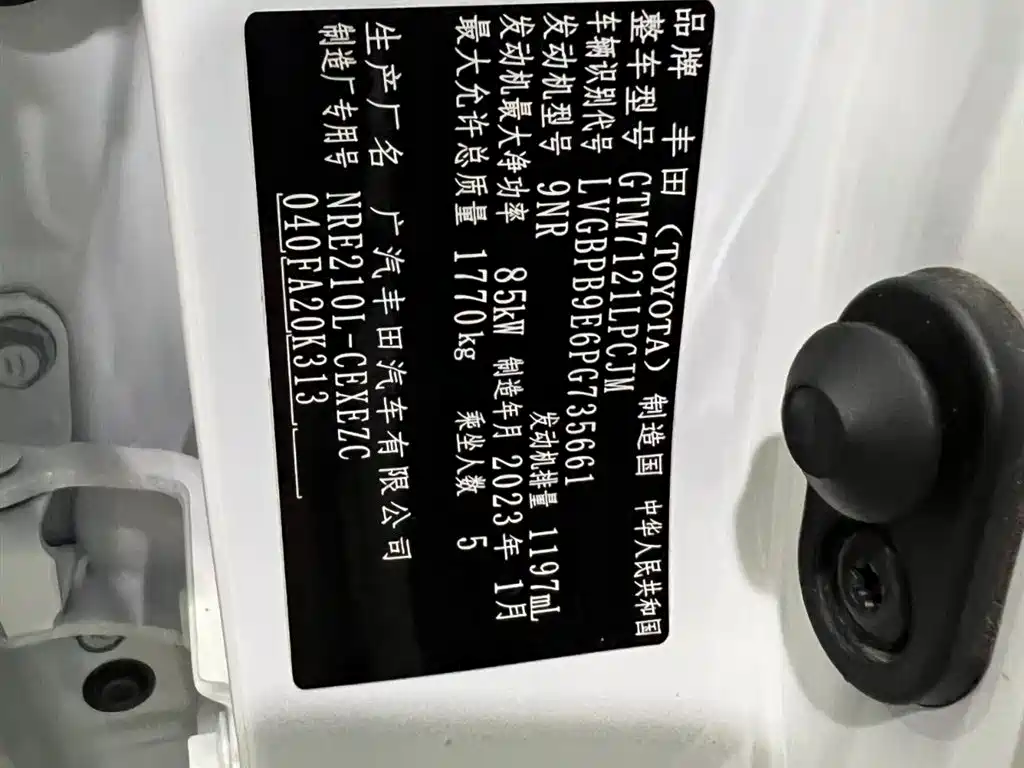 品牌 丰田 (TOYOTA) 制造国 中华人民共和国
整车型号 GTM7121LPCJM
车辆识别代号 LVGBPB9E6PG735661
发动机型号 9NR 发动机排量 1197mL
发动机最大净功率 85kW 制造年月 2023年1月
最大允许总质量 1770kg 乘坐人数 5
生产厂名 广汽丰田汽车有限公司
制造厂专用号 NRE210L-CEXEZC
040FA20K313